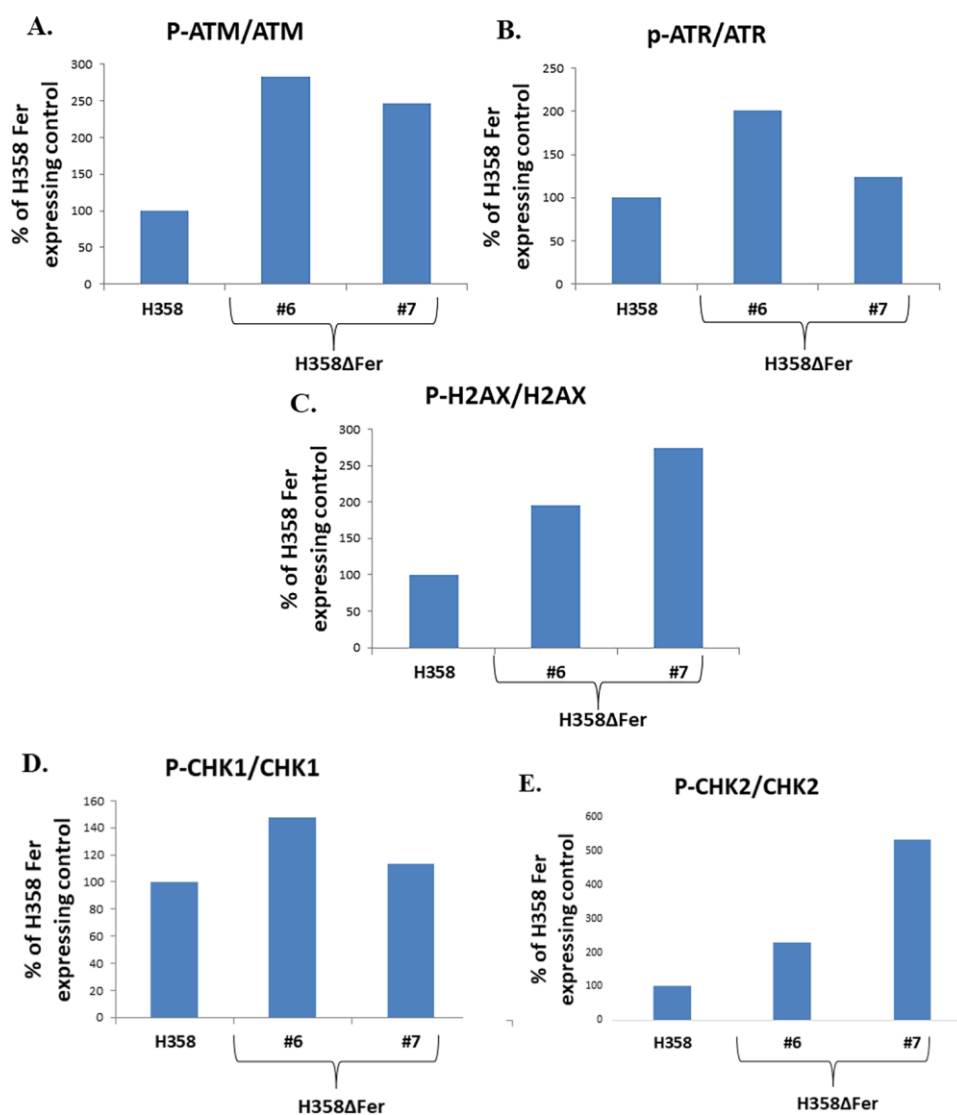 A.
P-ATM/ATM
% of H358 Fer
expressing control
300
250
200
150
100
50
0
H358
#6
#7
H358ΔFer
B.
p-ATR/ATR
% of H358 Fer
expressing control
250
200
150
100
50
0
H358
#6
#7
H358ΔFer
C.
P-H2AX/H2AX
% of H358 Fer
expressing control
300
250
200
150
100
50
0
H358
#6
#7
H358ΔFer
D.
P-CHK1/CHK1
% of H358 Fer
expressing control
160
140
120
100
80
60
40
20
0
H358
#6
#7
H358ΔFer
E.
P-CHK2/CHK2
% of H358 Fer
expressing control
600
500
400
300
200
100
0
H358
#6
#7
H358ΔFer